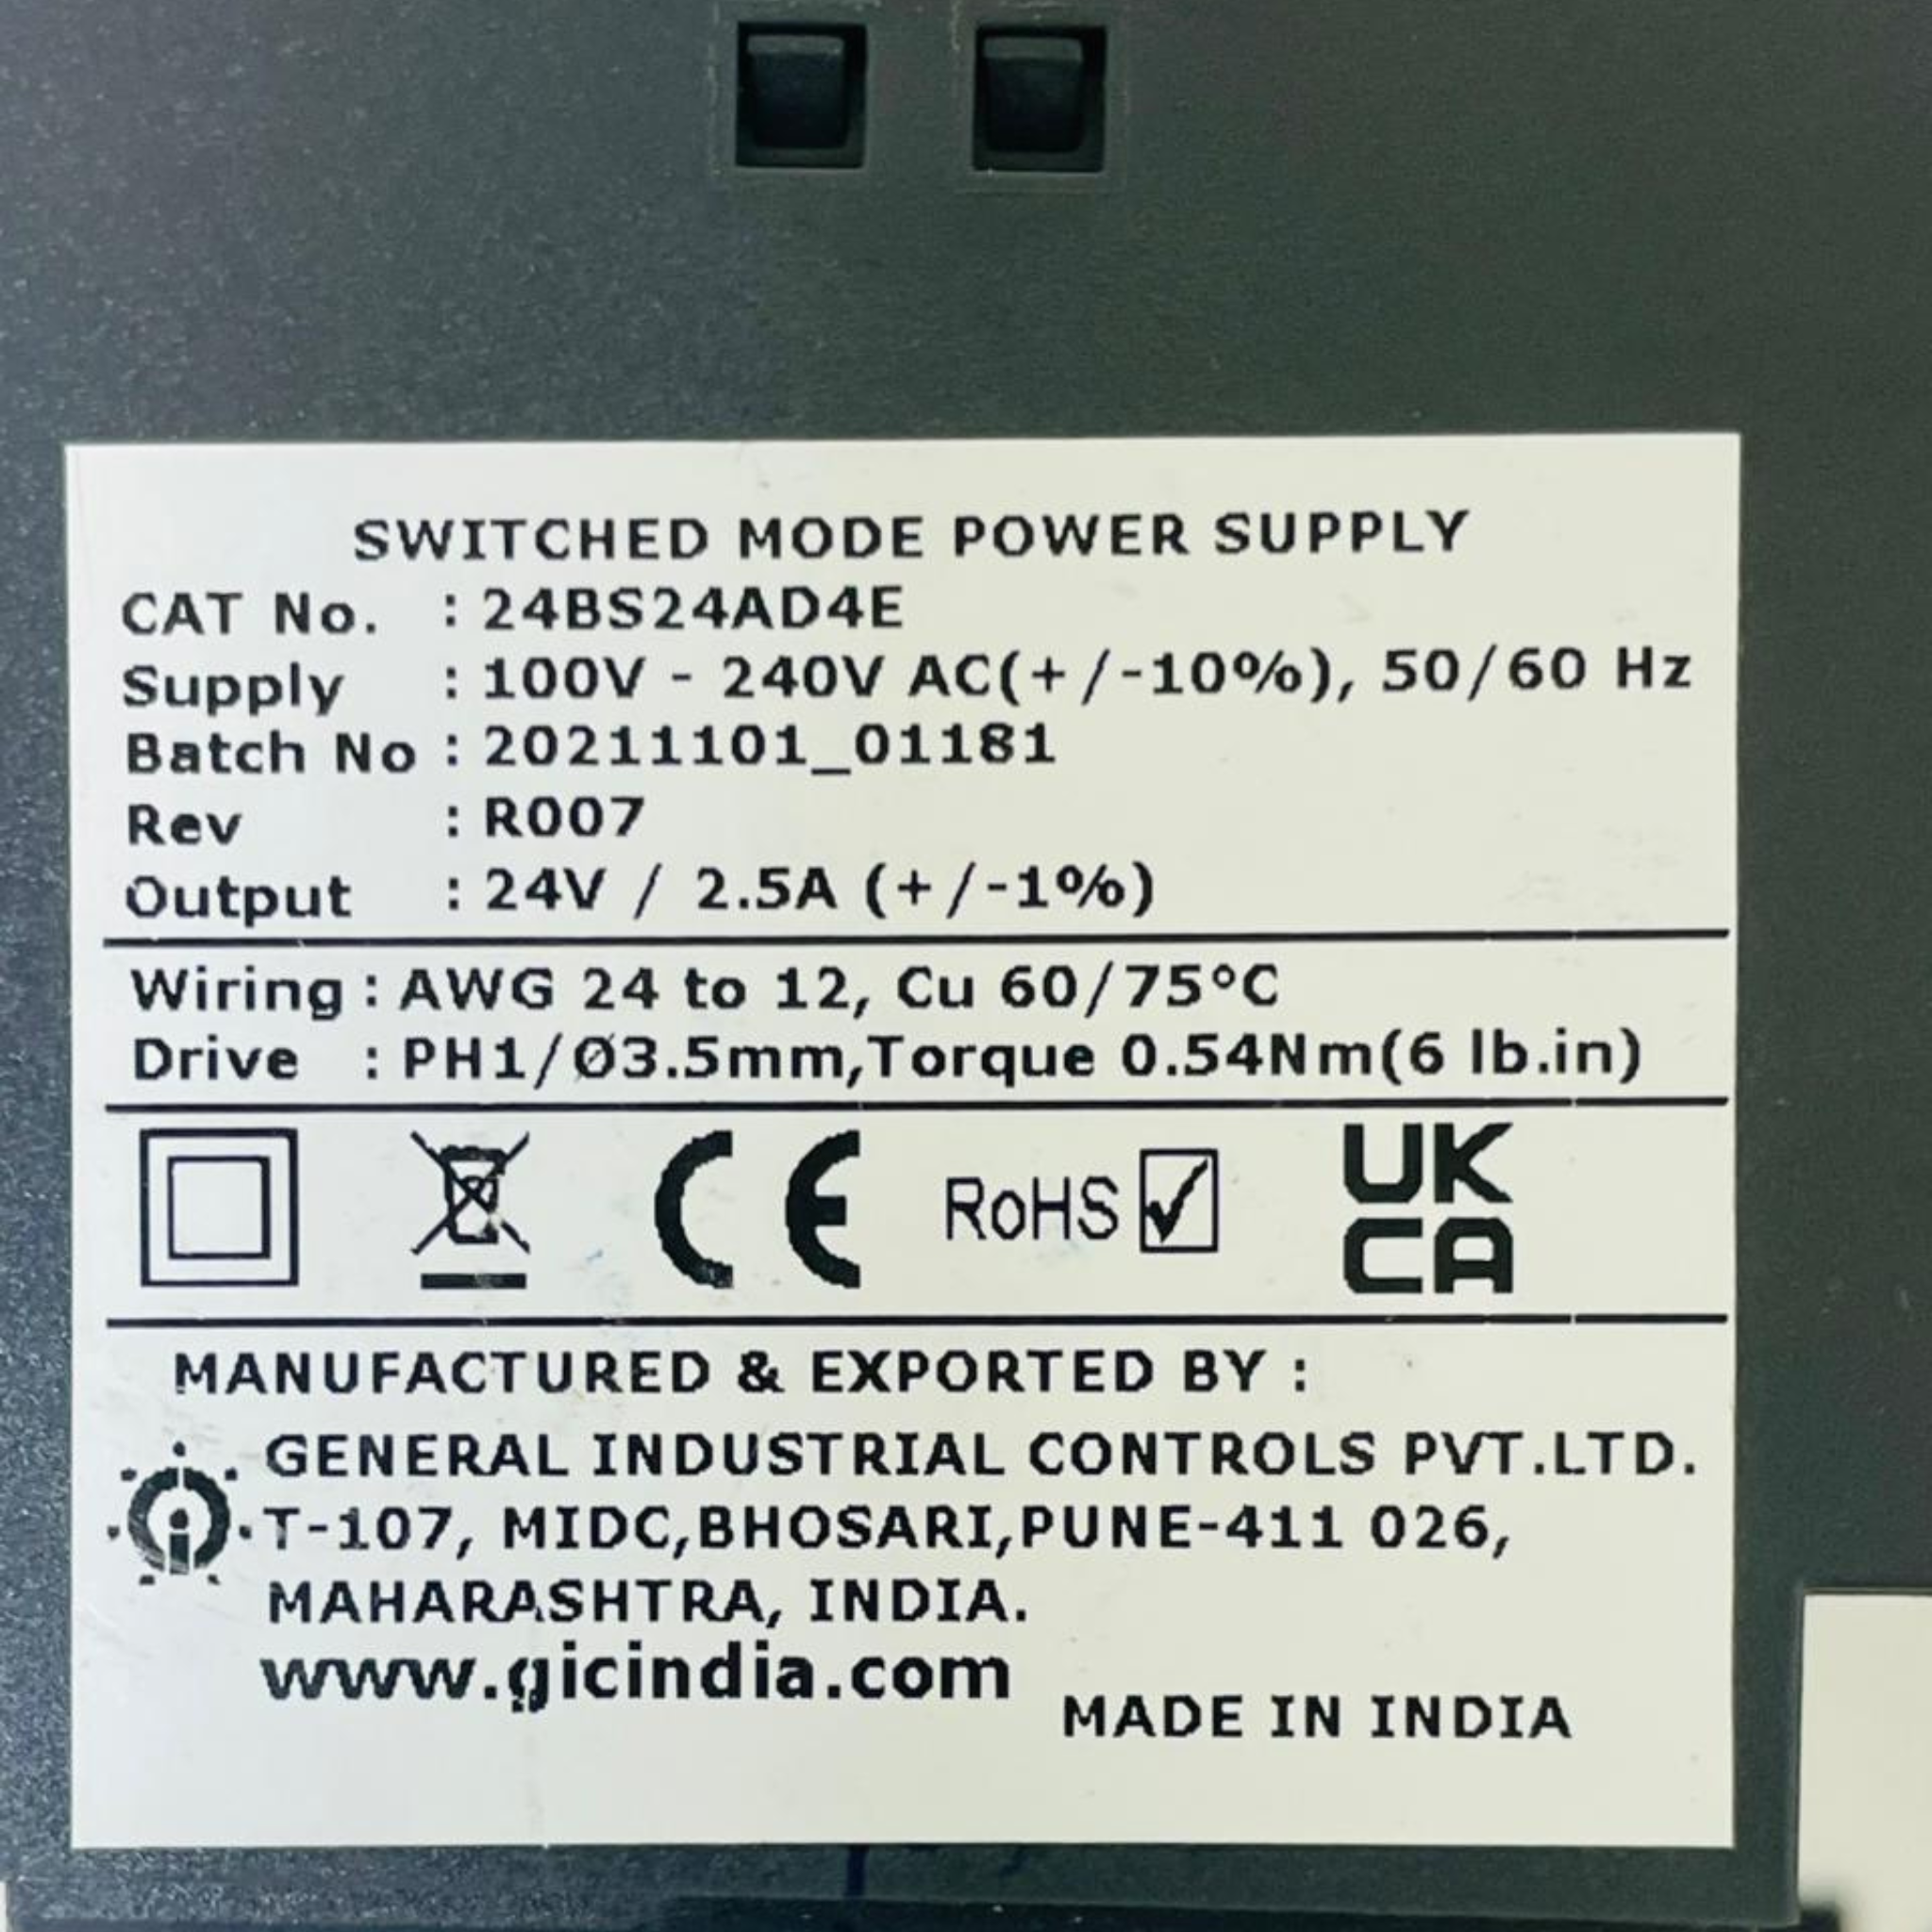 SWITCHED MODE POWER SUPPLY
CAT No. : 24BS24AD4E
Supply : 100V - 240V AC(+/-10%), 50/60 Hz
Batch No : 20211101_01181
Rev : R007
Output : 24V / 2.5A (+/-1%)
Wiring : AWG 24 to 12, Cu 60/75°C
Drive : PH1/Ø3.5mm,Torque 0.54Nm(6 lb.in)
CE RoHS UK
CA
MANUFACTURED & EXPORTED BY :
GENERAL INDUSTRIAL CONTROLS PVT.LTD.
T-107, MIDC,BHOSARI,PUNE-411 026,
MAHARASHTRA, INDIA.
www.gicindia.com
MADE IN INDIA